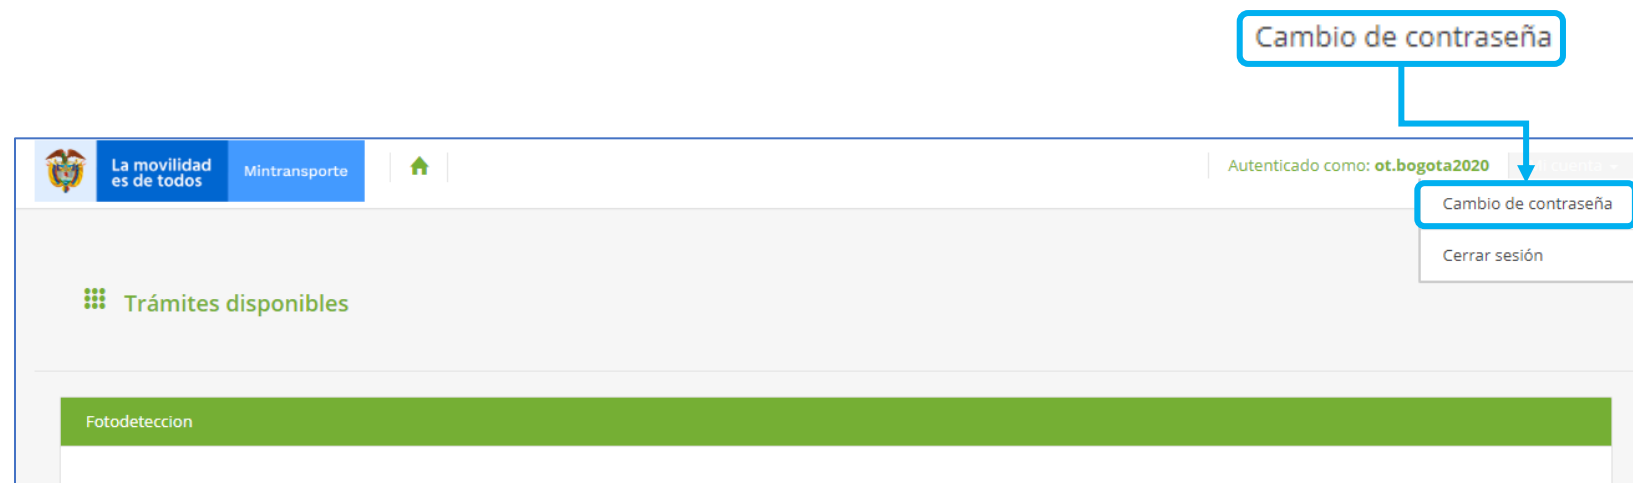 Cambio de contraseña
La movilidad
es de todos
Mintransporte
Autenticado como: ot.bogota2020
cuenta
Cambio de contraseña
Cerrar sesión
Trámites disponibles
Fotodeteccion